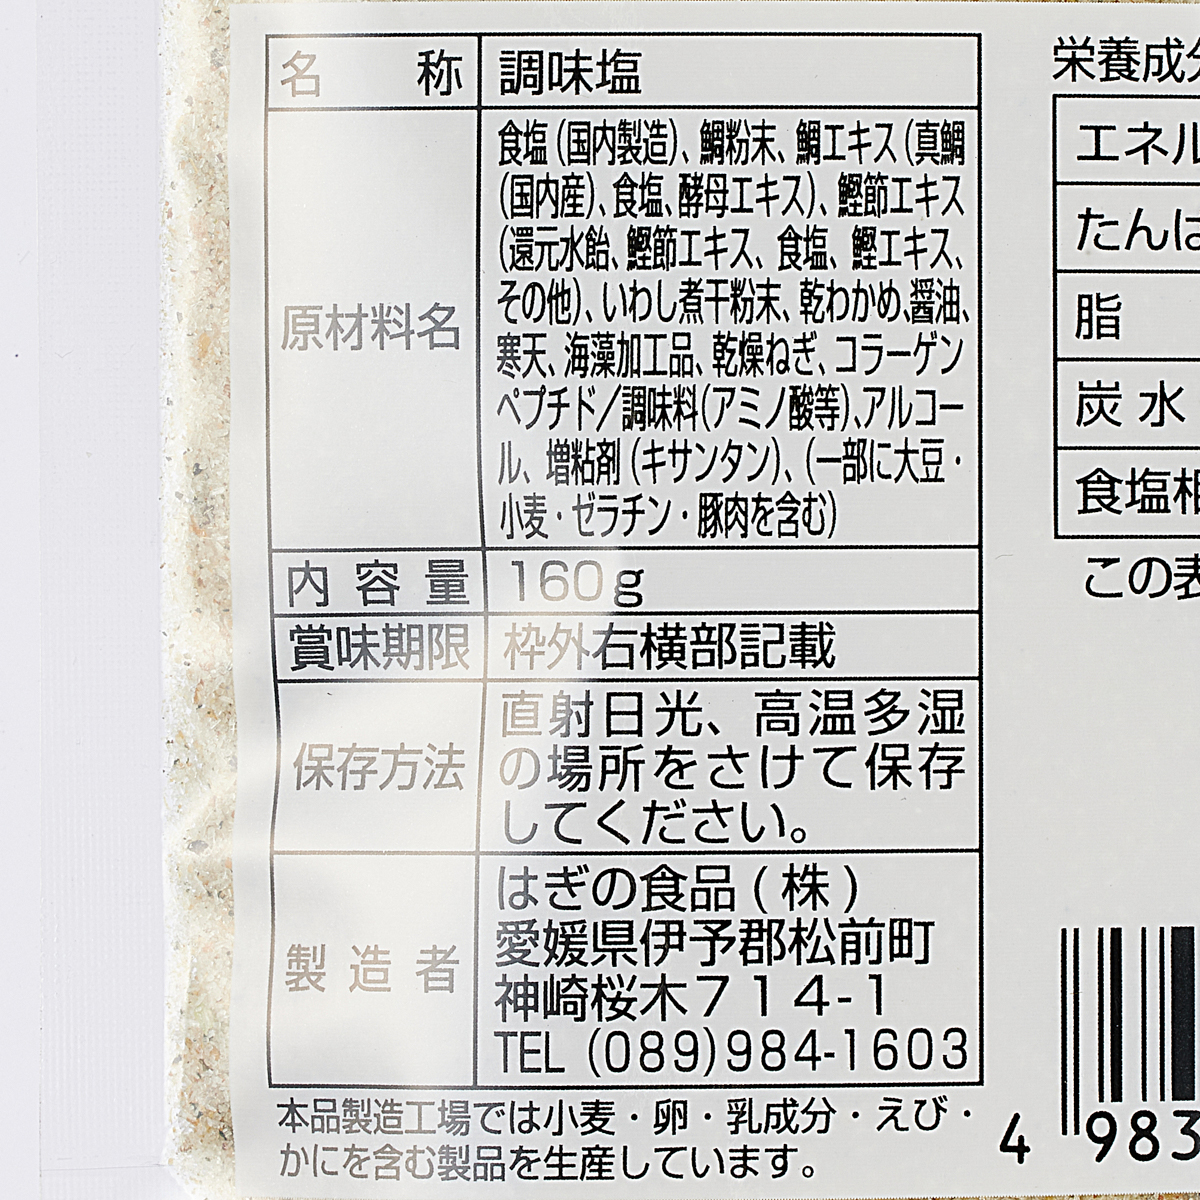 名称 調味塩
原材料名
食塩(国内製造)、鯛粉末、鯛エキス(真鯛
(国内産)、食塩、酵母エキス)、鰹節エキス
(還元水飴、鰹節エキス、食塩、鰹エキス、
その他)、いわし煮干粉末、乾わかめ、醤油、
寒天、海藻加工品、乾燥ねぎ、コラーゲン
ペプチド/調味料(アミノ酸等)、アルコー
ル、増粘剤(キサンタン)、(一部に大豆・
小麦・ゼラチン・豚肉を含む)
内容量 160g
賞味期限 枠外右横部記載
保存方法
直射日光、高温多湿
の場所をさけて保存
してください。
製造者
はぎの食品(株)
愛媛県伊予郡松前町
神崎桜木714-1
TEL (089)984-1603
本品製造工場では小麦・卵・乳成分・えび・
かにを含む製品を生産しています。
栄養成分
エネル
たんぱ
脂
炭水
食塩相
この表
4 983